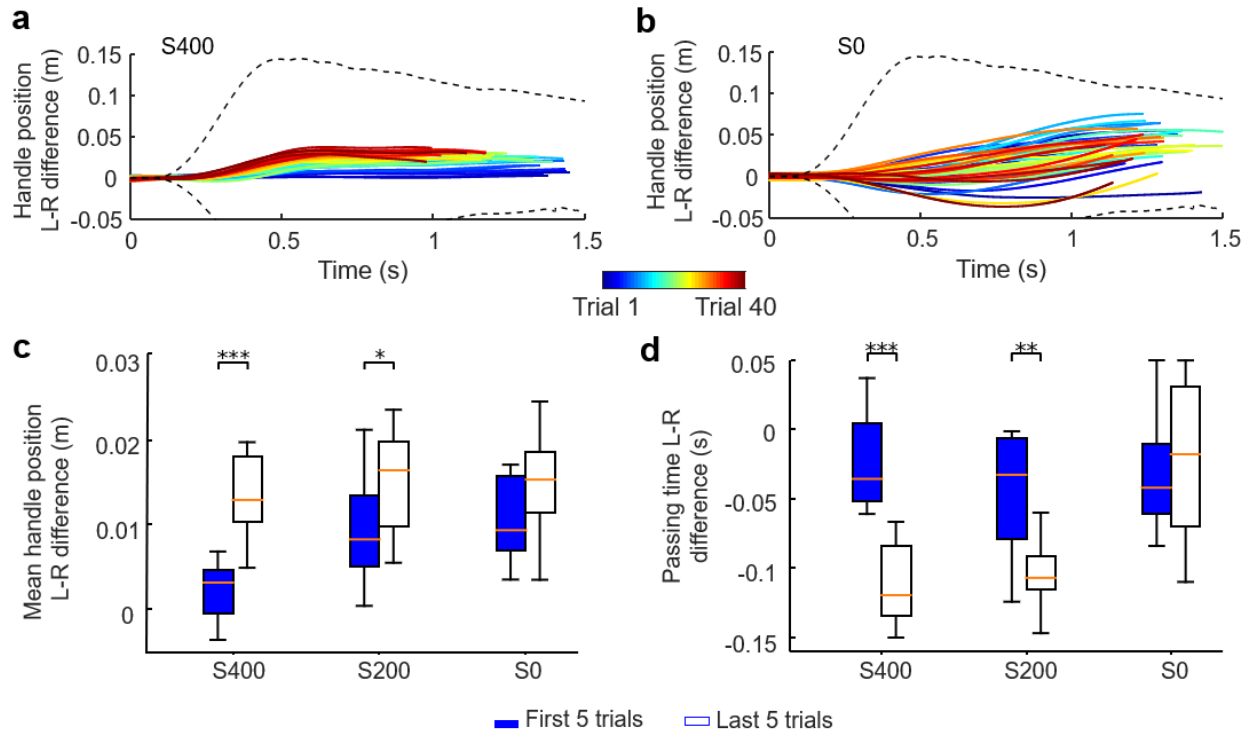 a
S400
Handle position
L-R difference (m)
0.15
0.1
0.05
0
-0.05
0
0.5
1
1.5
Time (s)
b
S0
Handle position
L-R difference (m)
0.15
0.1
0.05
0
-0.05
0
0.5
1
1.5
Time (s)
Trial 1
Trial 40
c
Mean handle position
L-R difference (m)
0.03
0.02
0.01
0
***
*
S400
S200
S0
d
Passing time L-R
difference (s)
0.05
0
-0.05
-0.1
-0.15
***
**
S400
S200
S0
First 5 trials
Last 5 trials